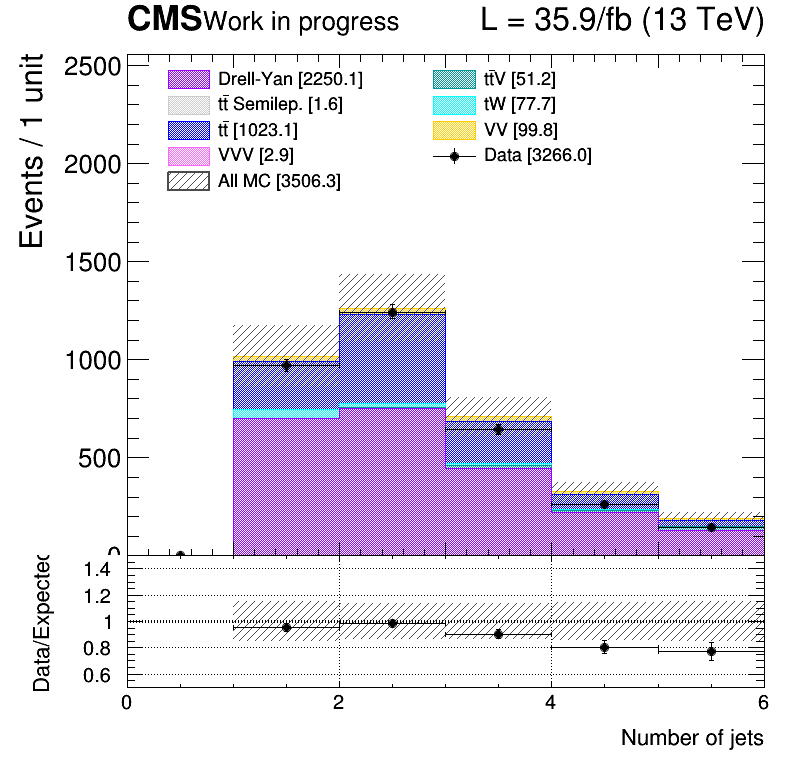 CMS Work in progress L = 35.9/fb (13 TeV)
Events / 1 unit
2500
2000
1500
1000
500
0
Drell-Yan [2250.1]
tt̄ Semilep. [1.6]
tt̄ [1023.1]
VVV [2.9]
All MC [3506.3]
tt̄V [51.2]
tW [77.7]
VV [99.8]
Data [3266.0]
Data/Expected
1.4
1.2
1
0.8
0.6
0 2 4 6
Number of jets